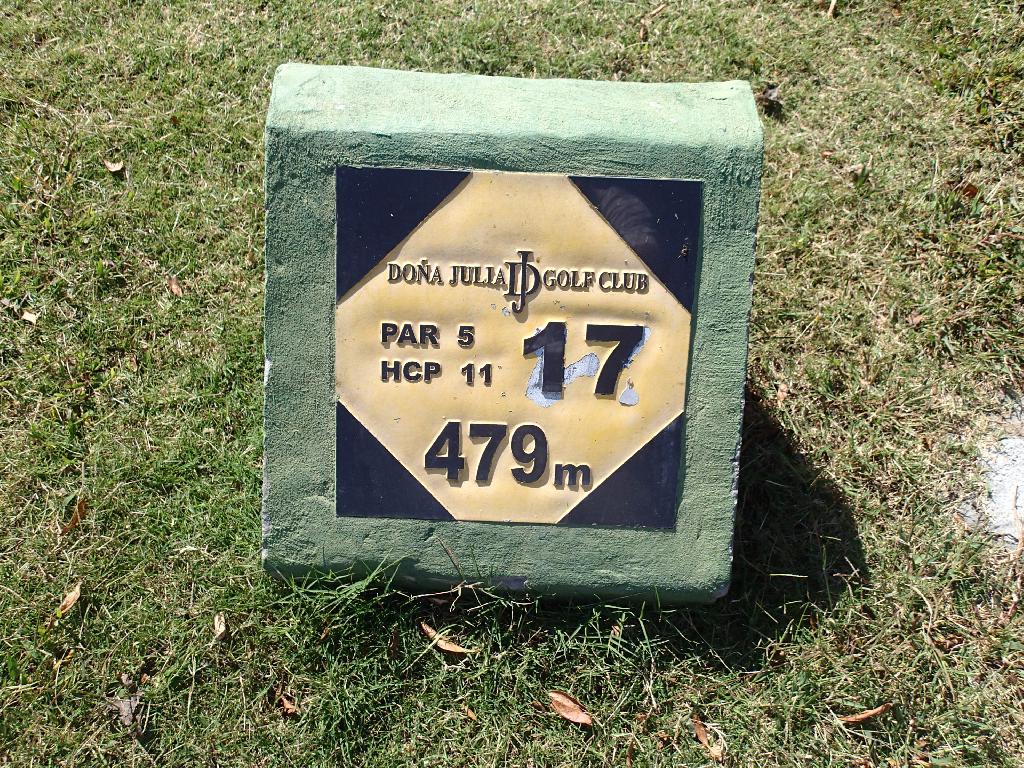 DOÑA JULIA DJ GOLF CLUB
PAR 5
HCP 11
17
479m